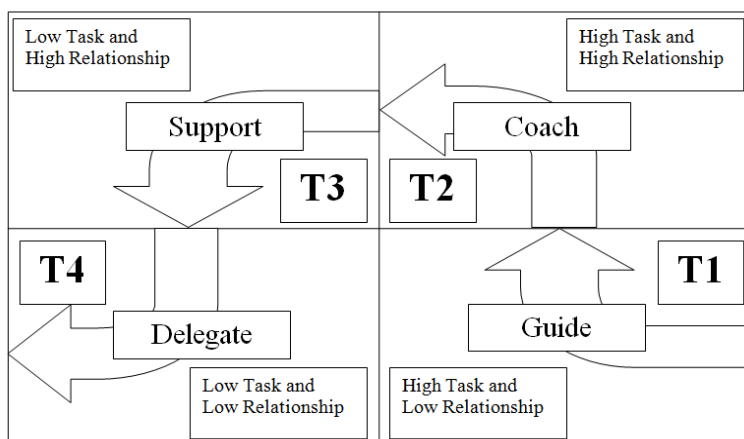 Low Task and
High Relationship
High Task and
High Relationship
Support
Coach
T3
T2
T4
T1
Delegate
Guide
Low Task and
Low Relationship
High Task and
Low Relationship